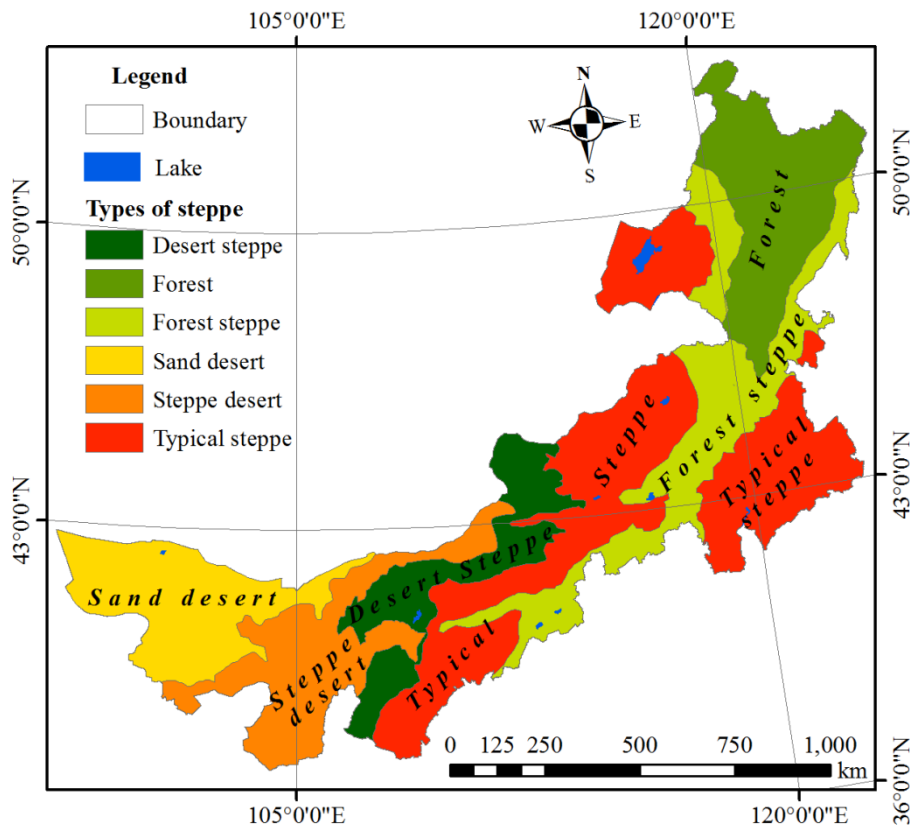 105°0'0"E 120°0'0"E
Legend
Boundary
Lake
Types of steppe
Desert steppe
Forest
Forest steppe
Sand desert
Steppe desert
Typical steppe
N
W E
S
50°0'0"N
50°0'0"N
43°0'0"N
43°0'0"N
36°0'0"N
Forest
Forest steppe
Steppe
Typical
steppe
Desert Steppe
Sand desert
Steppe
desert
Typical
0 125 250 500 750 1,000
km
105°0'0"E 120°0'0"E